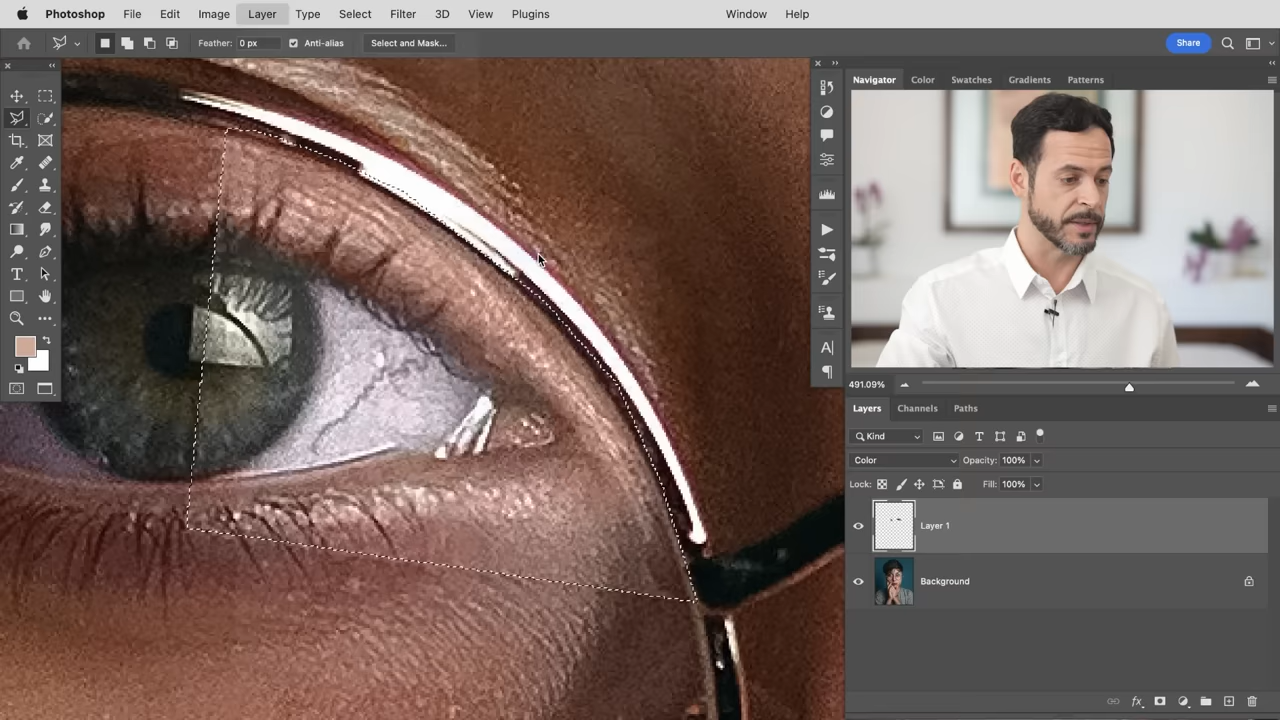 Photoshop File Edit Image Layer Type Select Filter 3D View Plugins Window Help
Feather: 0 px Anti-alias Select and Mask... Share
Navigator Color Swatches Gradients Patterns
491.09%
Layers Channels Paths
Kind
Color Opacity: 100%
Lock: Fill: 100%
Layer 1
Background